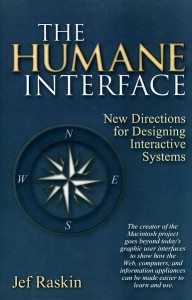 THE
HUMANE
INTERFACE
New Directions
for Designing
Interactive
Systems
N
W
E
S
The creator of the
Macintosh project
goes beyond today's
graphic user interfaces
to show how the
Web, computers, and
information appliances
can be made easier to
learn and use.
Jef Raskin